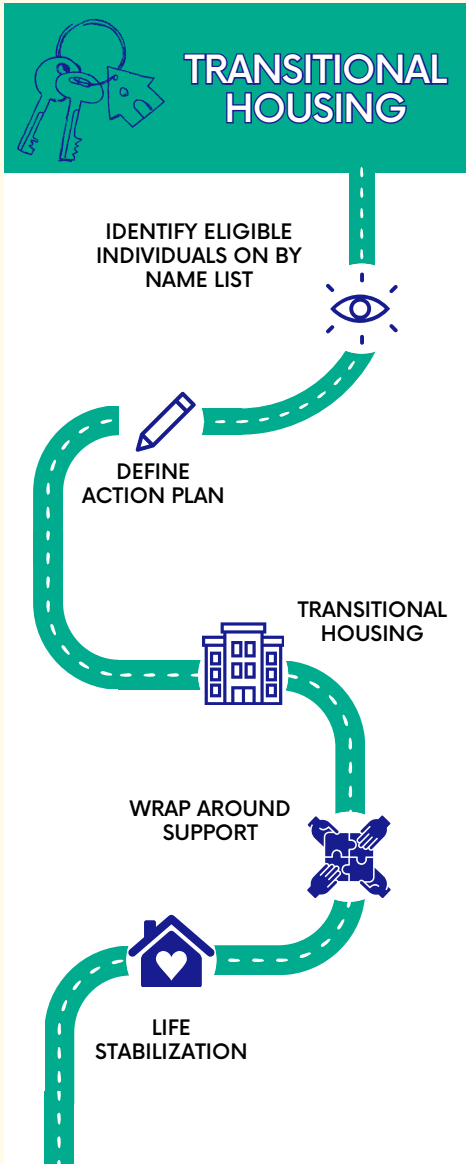 TRANSITIONAL
HOUSING
IDENTIFY ELIGIBLE
INDIVIDUALS ON BY
NAME LIST
DEFINE
ACTION PLAN
TRANSITIONAL
HOUSING
WRAP AROUND
SUPPORT
LIFE
STABILIZATION